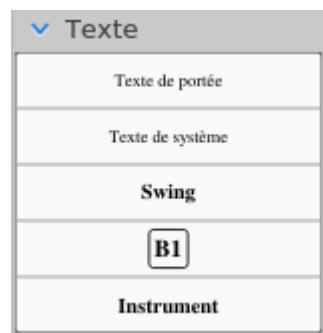 Texte
Texte de portée
Texte de système
Swing
B1
Instrument